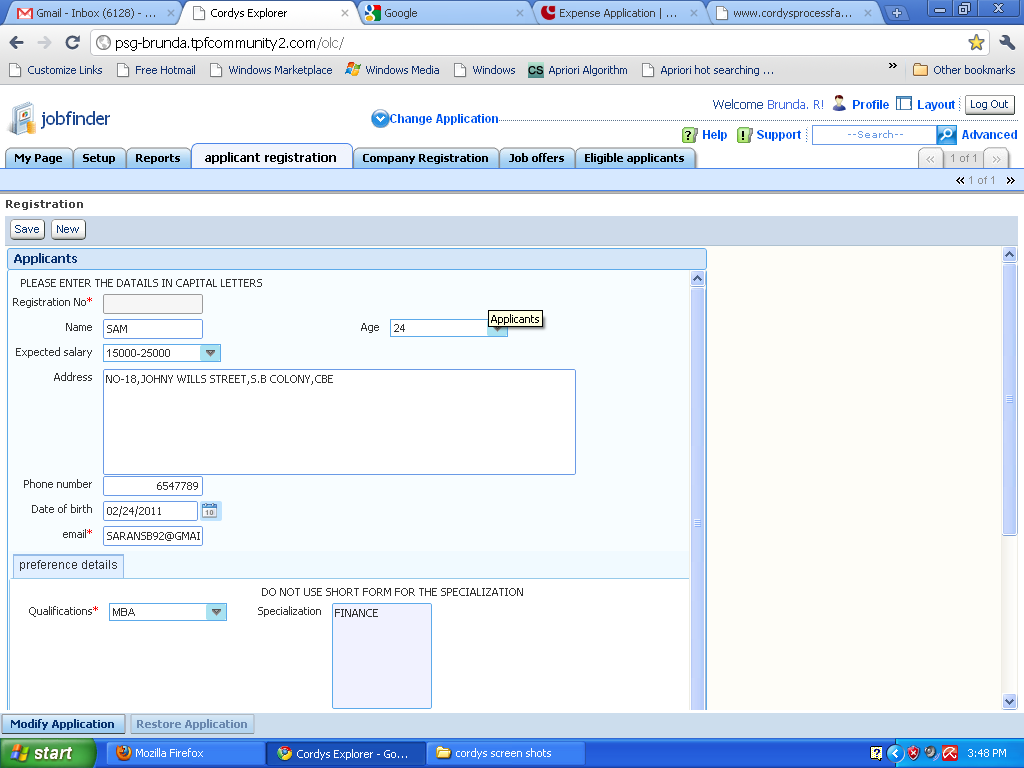 Gmail - Inbox (6128) - ...
Cordys Explorer
Google
Expense Application | ...
www.cordysprocessfa...
psg-brunda.tpfcommunity2.com/olc/
Customize Links
Free Hotmail
Windows Marketplace
Windows Media
Windows
CS Apriori Algorithm
Apriori hot searching ...
»
Other bookmarks
jobfinder
Change Application
Welcome Brunda. R!
Profile
Layout
Log Out
Help
Support
--Search--
Advanced
My Page
Setup
Reports
applicant registration
Company Registration
Job offers
Eligible applicants
« 1 of 1 »
« 1 of 1 »
Registration
Save
New
Applicants
PLEASE ENTER THE DATAILS IN CAPITAL LETTERS
Registration No*
Name SAM
Age 24
Applicants
Expected salary 15000-25000
Address NO-18,JOHNY WILLS STREET,S.B COLONY,CBE
Phone number 6547789
Date of birth 02/24/2011
10
email* SARANSB92@GMAI
preference details
DO NOT USE SHORT FORM FOR THE SPECIALIZATION
Qualifications* MBA
Specialization FINANCE
Modify Application
Restore Application
start
Mozilla Firefox
Cordys Explorer - Go...
cordys screen shots
3:48 PM